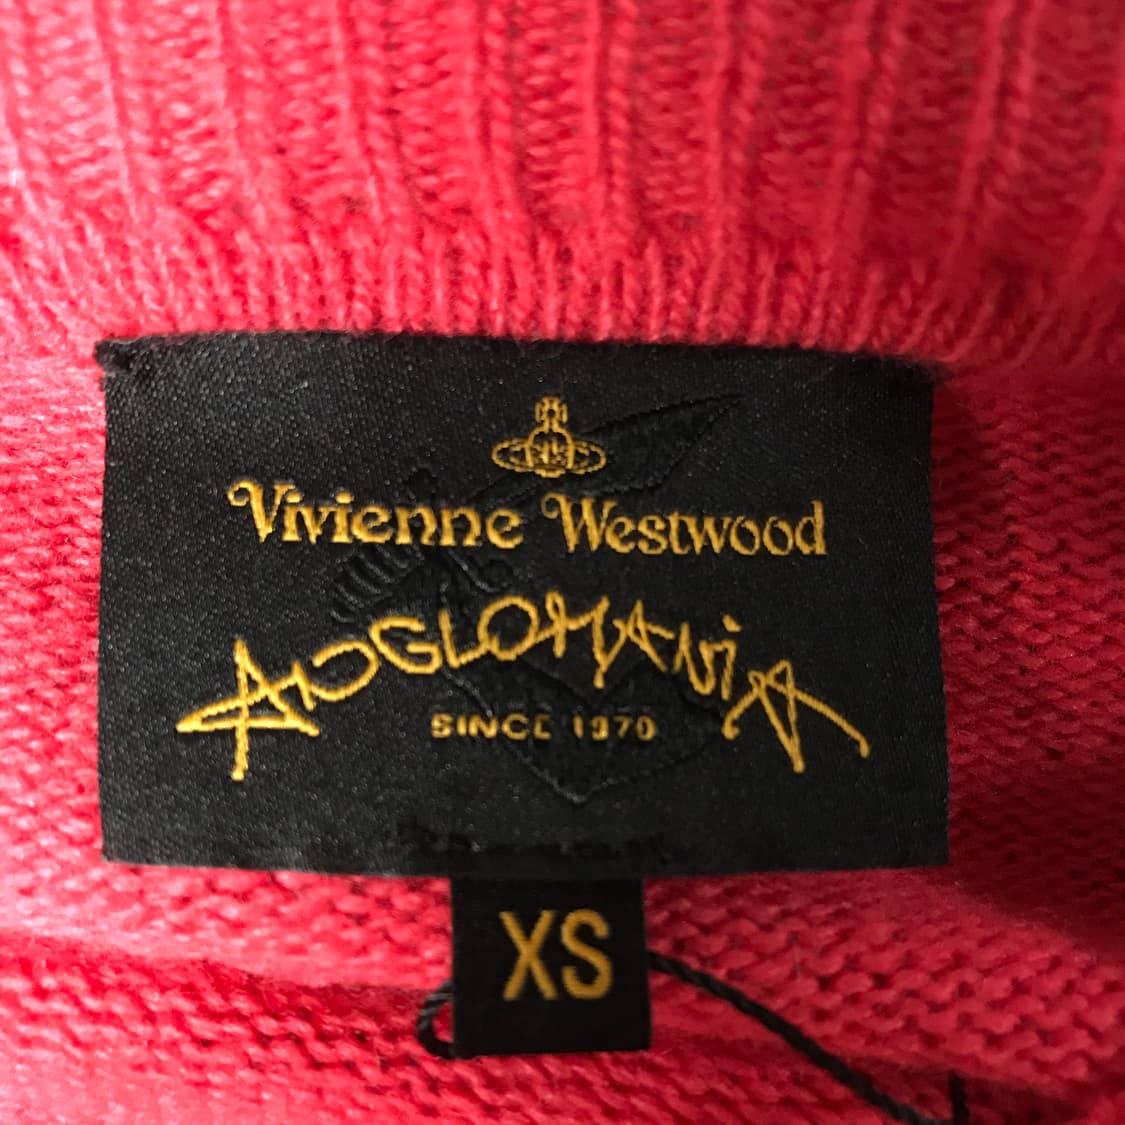 Vivienne Westwood
ANGLOMANiA
SINCE 1970
XS